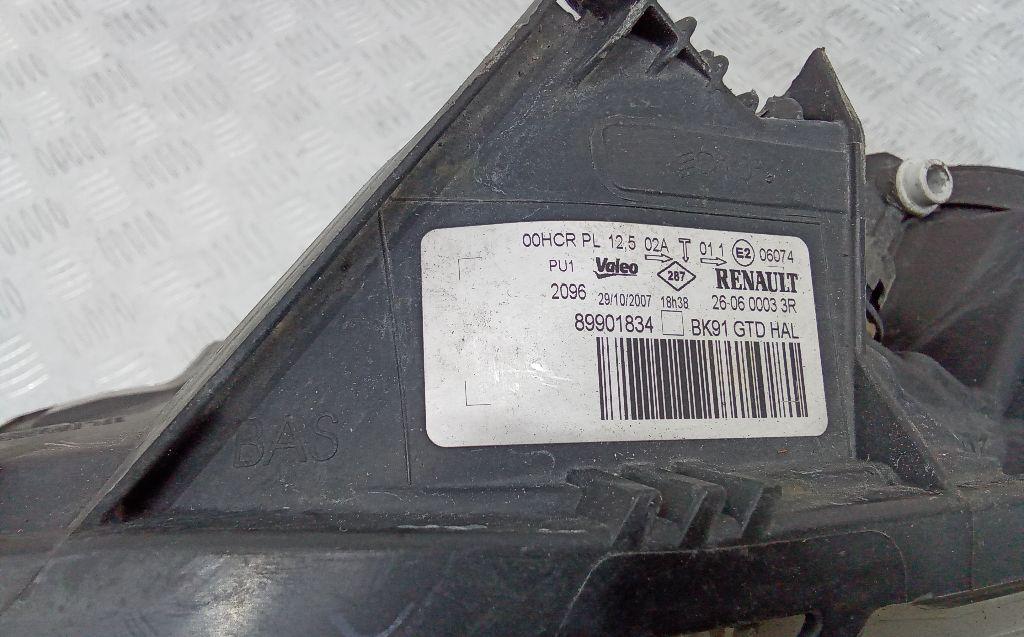 00HCR PL 12,5 02A 01 1 E2 06074
PU1 Valeo 287 RENAULT
2096 29/10/2007 18h38 26-06 0003 3R
89901834 BK91 GTD HAL
BAS